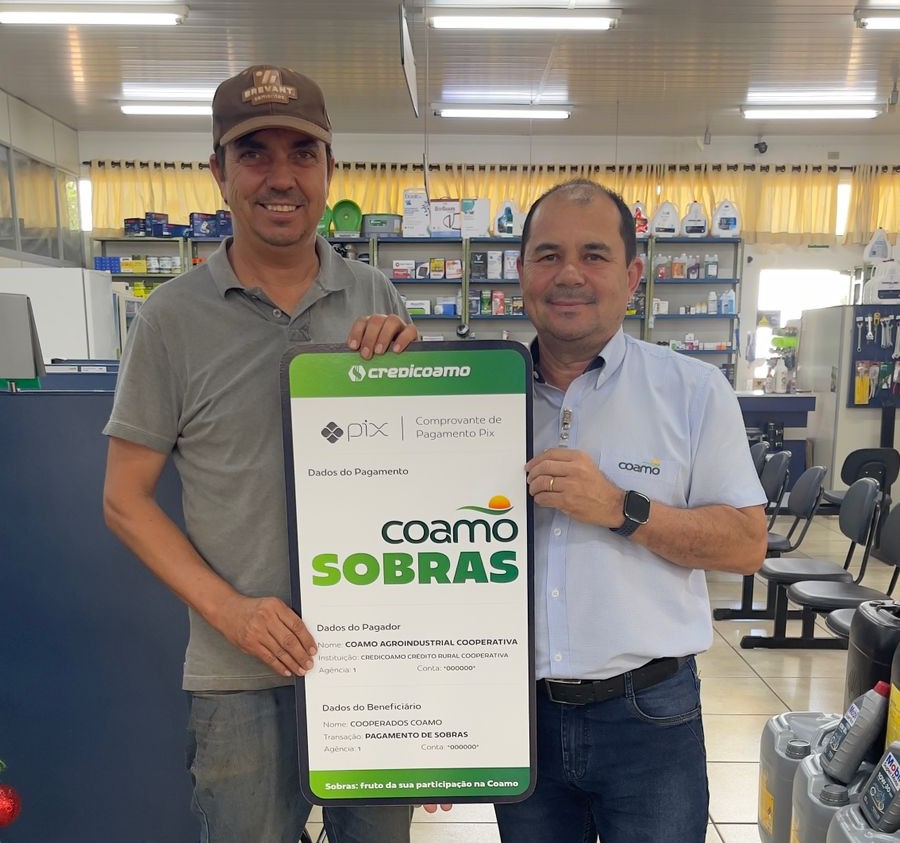 BREVANT
sementes
CREDICOAMO
pix
Comprovante de
Pagamento Pix
Dados do Pagamento
COAMO
SOBRAS
Dados do Pagador
Nome: COAMO AGROINDUSTRIAL COOPERATIVA
Instituição: CREDICOAMO CRÉDITO RURAL COOPERATIVA
Agência: 1 Conta: *000000*
Dados do Beneficiário
Nome: COOPERADOS COAMO
Transação: PAGAMENTO DE SOBRAS
Agência: 1 Conta: *000000*
Sobras: fruto da sua participação na Coamo
coamo